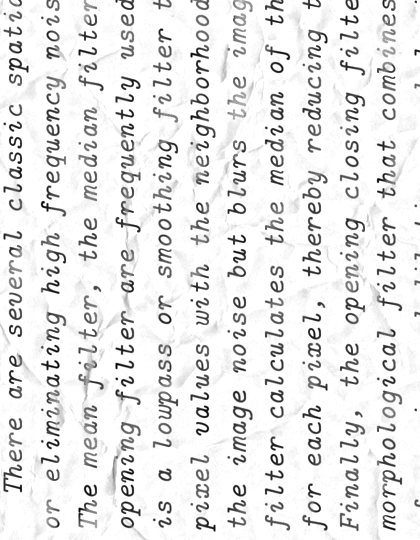 There are several classic spatia
or eliminating high frequency nois
The mean filter, the median filter
opening filter are frequently used
is a lowpass or smoothing filter t
pixel values with the neighborhood
the image noise but blurs the imag
filter calculates the median of th
for each pixel, thereby reducing t
Finally, the opening closing filte
morphological filter that combines